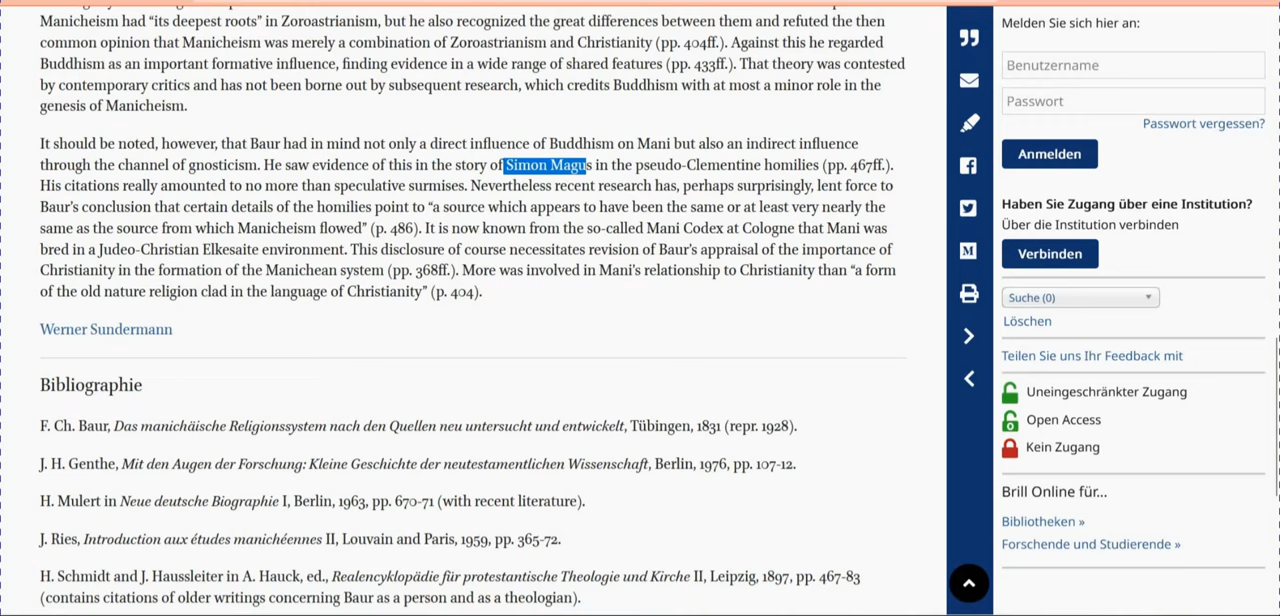 Manicheism had “its deepest roots” in Zoroastrianism, but he also recognized the great differences between them and refuted the then
common opinion that Manicheism was merely a combination of Zoroastrianism and Christianity (pp. 404ff.). Against this he regarded
Buddhism as an important formative influence, finding evidence in a wide range of shared features (pp. 433ff.). That theory was contested
by contemporary critics and has not been borne out by subsequent research, which credits Buddhism with at most a minor role in the
genesis of Manicheism.
It should be noted, however, that Baur had in mind not only a direct influence of Buddhism on Mani but also an indirect influence
through the channel of gnosticism. He saw evidence of this in the story of Simon Magus in the pseudo-Clementine homilies (pp. 467ff.).
His citations really amounted to no more than speculative surmises. Nevertheless recent research has, perhaps surprisingly, lent force to
Baur’s conclusion that certain details of the homilies point to “a source which appears to have been the same or at least very nearly the
same as the source from which Manicheism flowed” (p. 486). It is now known from the so-called Mani Codex at Cologne that Mani was
bred in a Judeo-Christian Elkesaite environment. This disclosure of course necessitates revision of Baur’s appraisal of the importance of
Christianity in the formation of the Manichean system (pp. 368ff.). More was involved in Mani’s relationship to Christianity than “a form
of the old nature religion clad in the language of Christianity” (p. 404).
Werner Sundermann
Bibliographie
F. Ch. Baur, Das manichäische Religionssystem nach den Quellen neu untersucht und entwickelt, Tübingen, 1831 (repr. 1928).
J. H. Genthe, Mit den Augen der Forschung: Kleine Geschichte der neutestamentlichen Wissenschaft, Berlin, 1976, pp. 107-12.
H. Mulert in Neue deutsche Biographie I, Berlin, 1963, pp. 670-71 (with recent literature).
J. Ries, Introduction aux études manichéennes II, Louvain and Paris, 1959, pp. 365-72.
H. Schmidt and J. Haussleiter in A. Hauck, ed., Realencyklopädie für protestantische Theologie und Kirche II, Leipzig, 1897, pp. 467-83
(contains citations of older writings concerning Baur as a person and as a theologian).
M
Melden Sie sich hier an:
Benutzername
Passwort
Passwort vergessen?
Anmelden
Haben Sie Zugang über eine Institution?
Über die Institution verbinden
Verbinden
Suche (0)
Löschen
Teilen Sie uns Ihr Feedback mit
Uneingeschränkter Zugang
Open Access
Kein Zugang
Brill Online für...
Bibliotheken »
Forschende und Studierende »